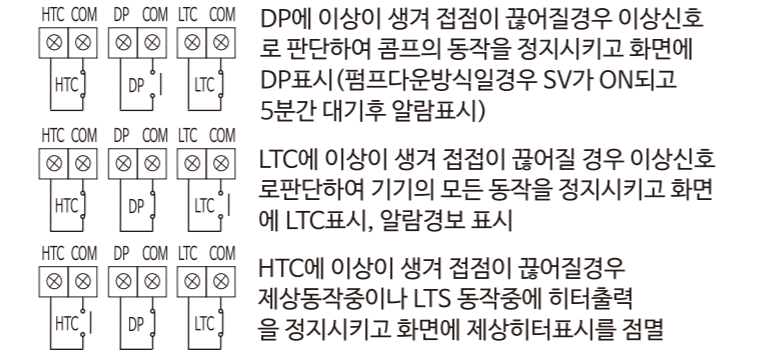 HTC COM DP COM LTC COM
HTC DP LTC
DP에 이상이 생겨 접점이 끊어질경우 이상신호
로 판단하여 콤프의 동작을 정지시키고 화면에
DP표시(펌프다운방식일경우 SV가 ON되고
5분간 대기후 알람표시)
HTC COM DP COM LTC COM
HTC DP LTC
LTC에 이상이 생겨 접접이 끊어질 경우 이상신호
로판단하여 기기의 모든 동작을 정지시키고 화면
에 LTC표시, 알람경보 표시
HTC COM DP COM LTC COM
HTC DP LTC
HTC에 이상이 생겨 접점이 끊어질경우
제상동작중이나 LTS 동작중에 히터출력
을 정지시키고 화면에 제상히터표시를 점멸